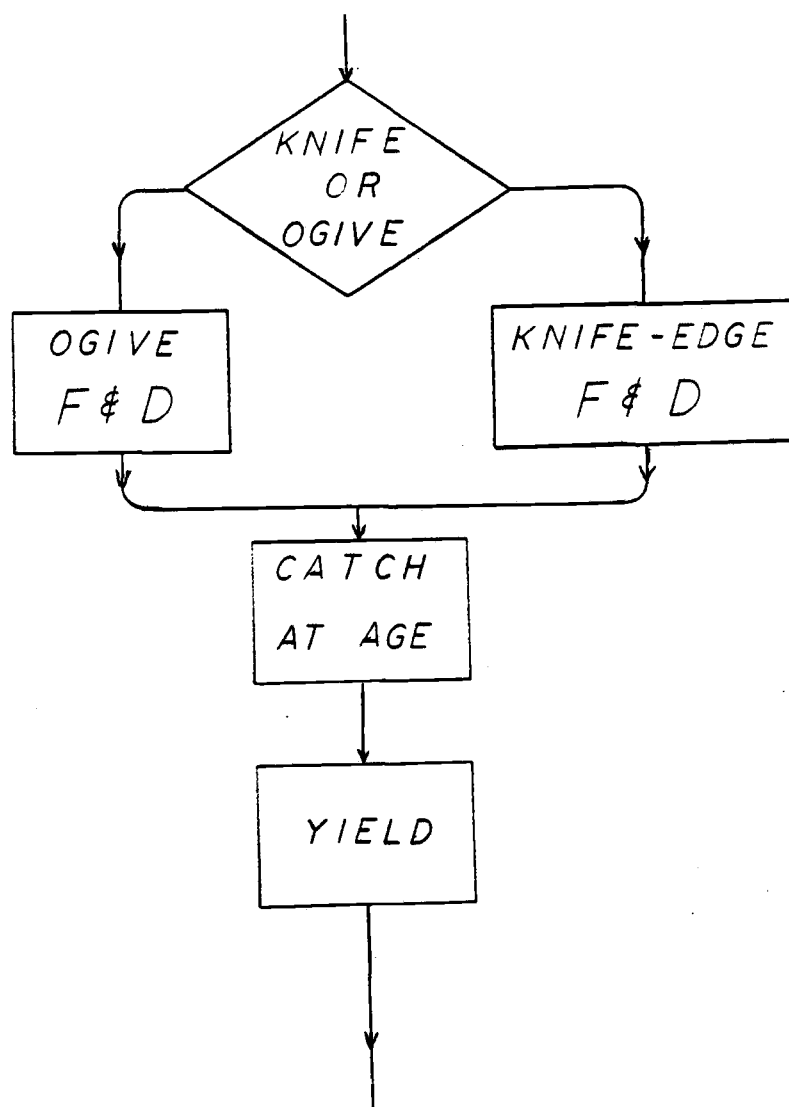 KNIFE
OR
OGIVE
OGIVE
F & D
KNIFE-EDGE
F & D
CATCH
AT AGE
YIELD